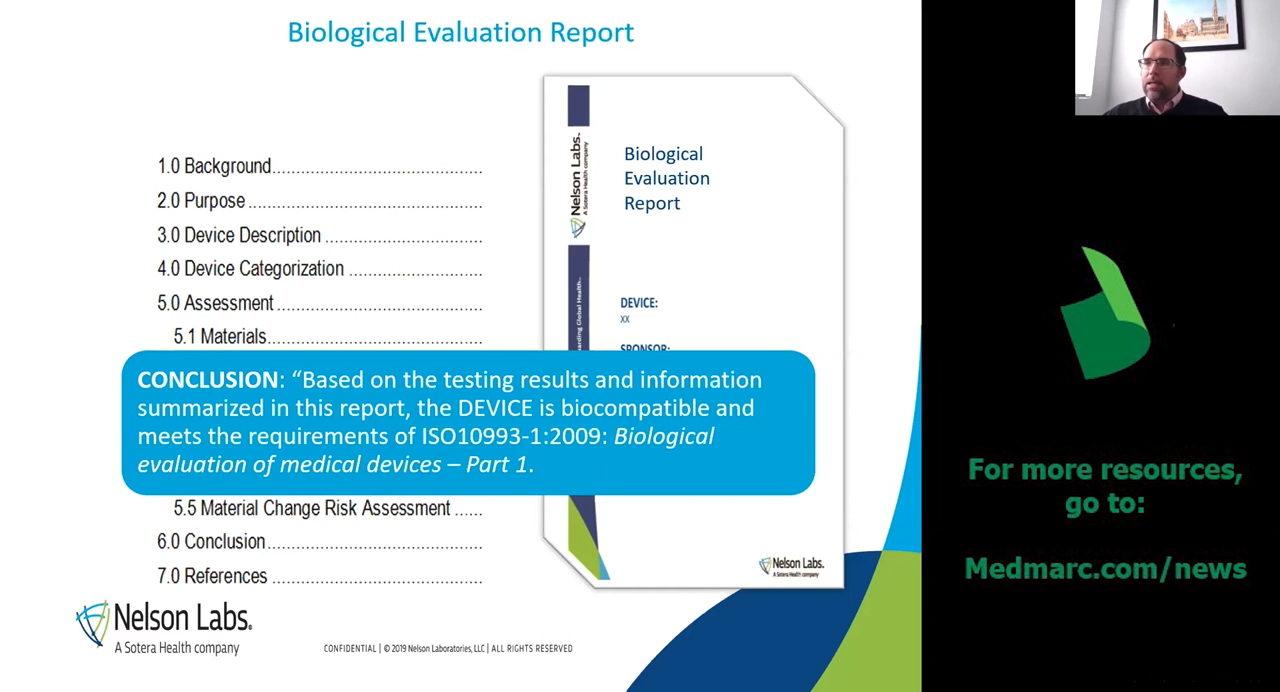 Biological Evaluation Report
1.0 Background
2.0 Purpose
3.0 Device Description
4.0 Device Categorization
5.0 Assessment
5.1 Materials
CONCLUSION: “Based on the testing results and information
summarized in this report, the DEVICE is biocompatible and
meets the requirements of ISO10993-1:2009: Biological
evaluation of medical devices – Part 1.
5.5 Material Change Risk Assessment
6.0 Conclusion
7.0 References
Nelson Labs.
A Sotera Health company
Biological
Evaluation
Report
DEVICE:
XX
SPONSOR:
Global Health
Nelson Labs.
A Sotera Health company
Nelson Labs.
A Sotera Health company
CONFIDENTIAL | © 2019 Nelson Laboratories, LLC | ALL RIGHTS RESERVED
For more resources,
go to:
Medmarc.com/news